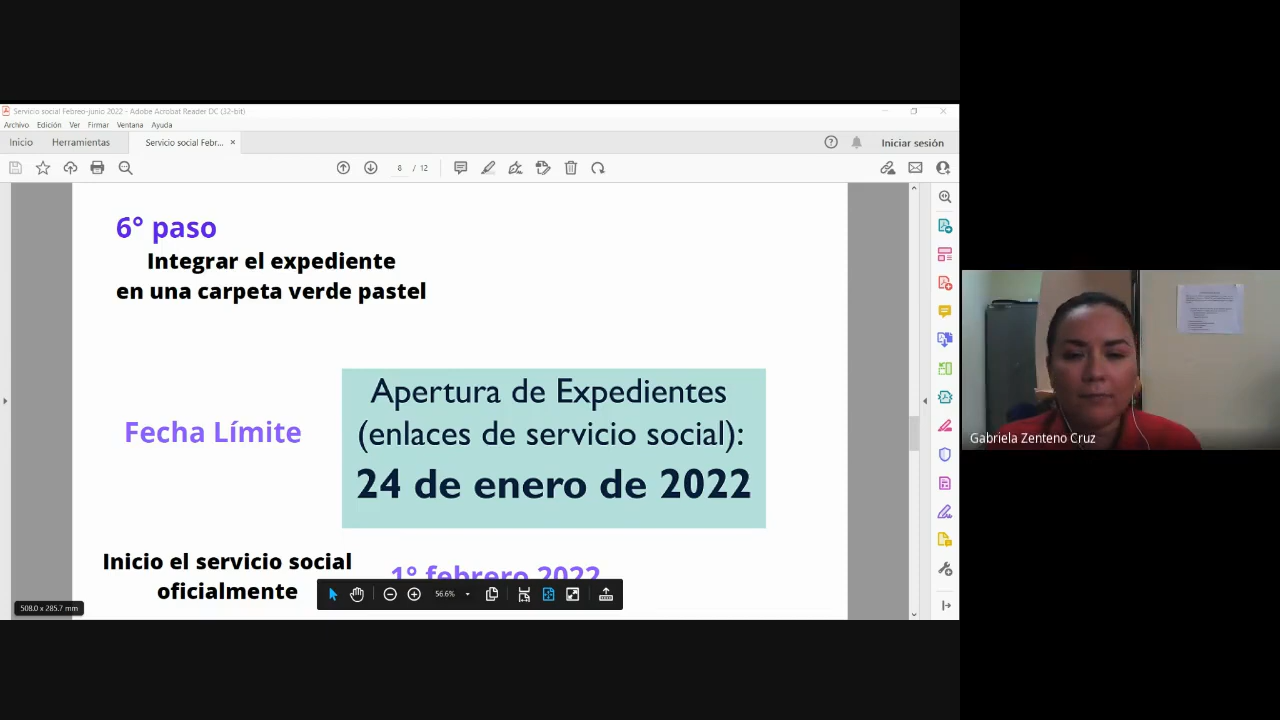 Servicio social Febreo-junio 2022 - Adobe Acrobat Reader DC (32-bit)
Archivo Edición Ver Firmar Ventana Ayuda
Inicio Herramientas Servicio social Febr... × Iniciar sesión
8 / 12
6° paso
Integrar el expediente
en una carpeta verde pastel
Fecha Límite
Apertura de Expedientes
(enlaces de servicio social):
24 de enero de 2022
Inicio el servicio social
oficialmente
1° febrero 2022
56.6%
508.0 x 285.7 mm
Gabriela Zenteno Cruz